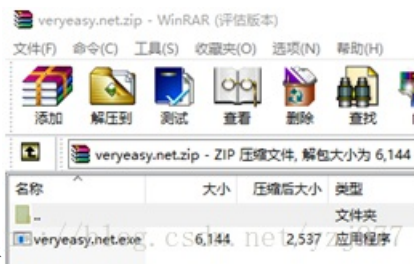 veryeasy.net.zip - WinRAR (评估版本)
文件(F) 命令(C) 工具(S) 收藏夹(O) 选项(N) 帮助(H)
添加 解压到 测试 查看 删除 查找
veryeasy.net.zip - ZIP 压缩文件, 解包大小为 6,144
名称 大小 压缩后大小 类型
.. 文件夹
veryeasy.net.exe 6,144 2,537 应用程序
://blog.csdn.net/yzj977